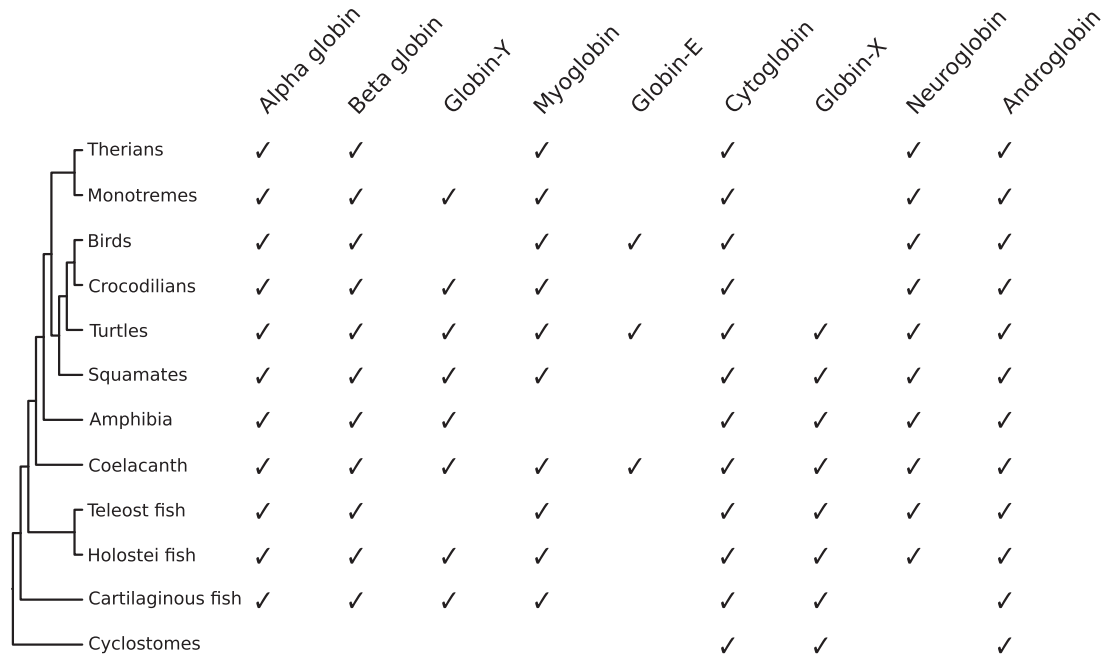 Alpha globin
Beta globin
Globin-Y
Myoglobin
Globin-E
Cytoglobin
Globin-X
Neuroglobin
Androglobin
Therians ✓ ✓ ✓ ✓ ✓ ✓
Monotremes ✓ ✓ ✓ ✓ ✓ ✓ ✓
Birds ✓ ✓ ✓ ✓ ✓ ✓ ✓
Crocodilians ✓ ✓ ✓ ✓ ✓ ✓ ✓
Turtles ✓ ✓ ✓ ✓ ✓ ✓ ✓ ✓ ✓
Squamates ✓ ✓ ✓ ✓ ✓ ✓ ✓ ✓
Amphibia ✓ ✓ ✓ ✓ ✓ ✓ ✓
Coelacanth ✓ ✓ ✓ ✓ ✓ ✓ ✓ ✓ ✓
Teleost fish ✓ ✓ ✓ ✓ ✓ ✓ ✓
Holostei fish ✓ ✓ ✓ ✓ ✓ ✓ ✓ ✓
Cartilaginous fish ✓ ✓ ✓ ✓ ✓ ✓ ✓
Cyclostomes ✓ ✓ ✓